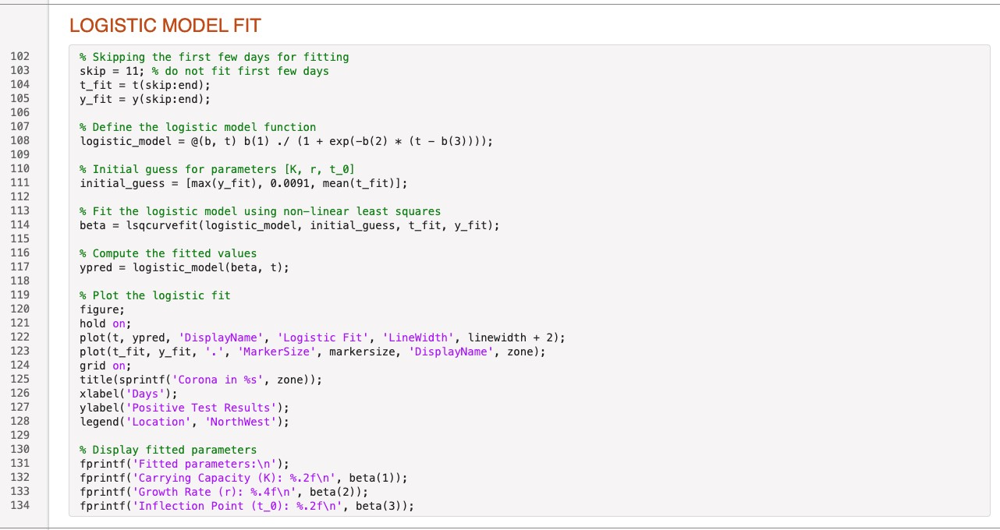 LOGISTIC MODEL FIT
102 % Skipping the first few days for fitting
103 skip = 11; % do not fit first few days
104 t_fit = t(skip:end);
105 y_fit = y(skip:end);
106
107 % Define the logistic model function
108 logistic_model = @(b, t) b(1) ./ (1 + exp(-b(2) * (t - b(3))));
109
110 % Initial guess for parameters [K, r, t_0]
111 initial_guess = [max(y_fit), 0.0091, mean(t_fit)];
112
113 % Fit the logistic model using non-linear least squares
114 beta = lsqcurvefit(logistic_model, initial_guess, t_fit, y_fit);
115
116 % Compute the fitted values
117 ypred = logistic_model(beta, t);
118
119 % Plot the logistic fit
120 figure;
121 hold on;
122 plot(t, ypred, 'DisplayName', 'Logistic Fit', 'LineWidth', linewidth + 2);
123 plot(t_fit, y_fit, '.', 'MarkerSize', markersize, 'DisplayName', zone);
124 grid on;
125 title(sprintf('Corona in %s', zone));
126 xlabel('Days');
127 ylabel('Positive Test Results');
128 legend('Location', 'NorthWest');
129
130 % Display fitted parameters
131 fprintf('Fitted parameters:\n');
132 fprintf('Carrying Capacity (K): %.2f\n', beta(1));
133 fprintf('Growth Rate (r): %.4f\n', beta(2));
134 fprintf('Inflection Point (t_0): %.2f\n', beta(3));